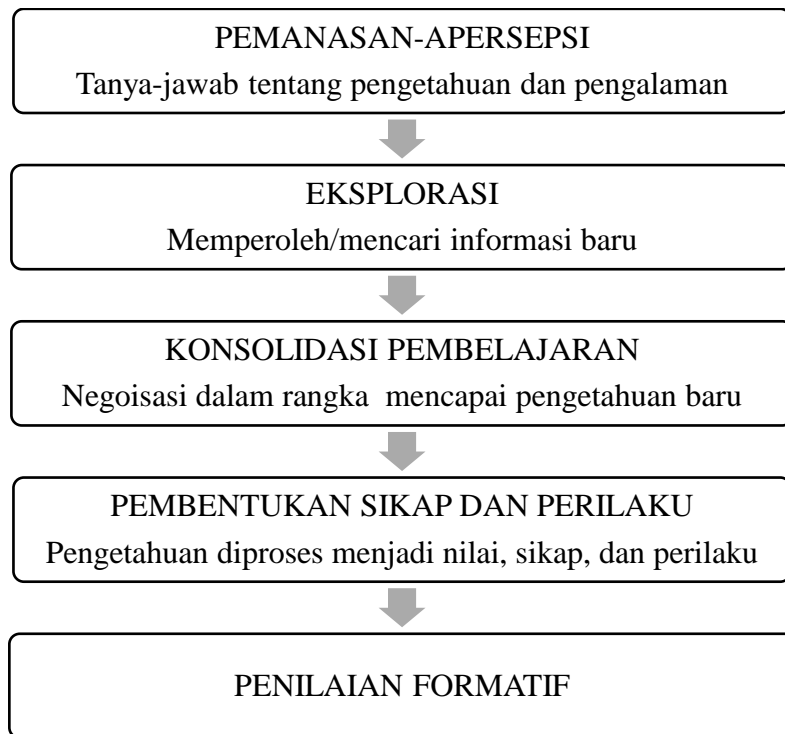 PEMANASAN-APERSEPSI
Tanya-jawab tentang pengetahuan dan pengalaman
EKSPLORASI
Memperoleh/mencari informasi baru
KONSOLIDASI PEMBELAJARAN
Negoisasi dalam rangka mencapai pengetahuan baru
PEMBENTUKAN SIKAP DAN PERILAKU
Pengetahuan diproses menjadi nilai, sikap, dan perilaku
PENILAIAN FORMATIF